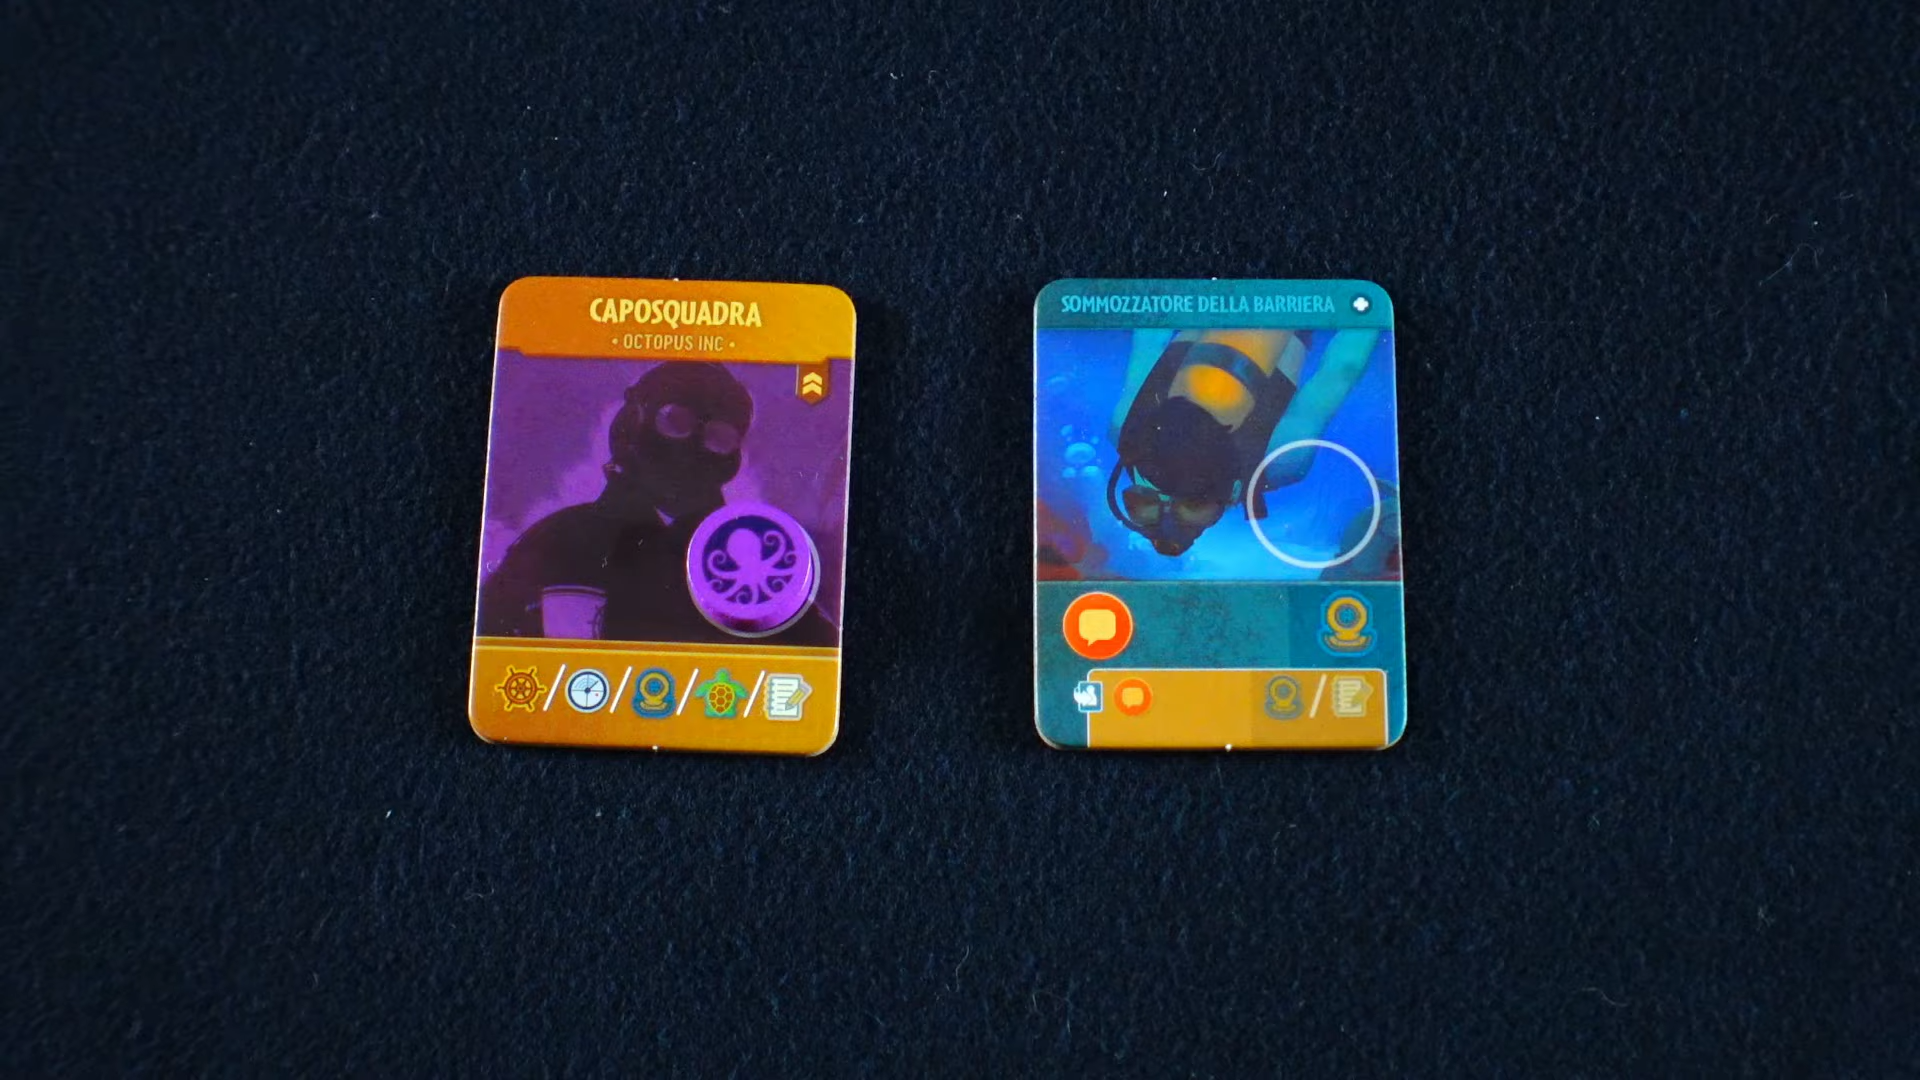 CAPOSQUADRA
• OCTOPUS INC •
SOMMOZZATORE DELLA BARRIERA